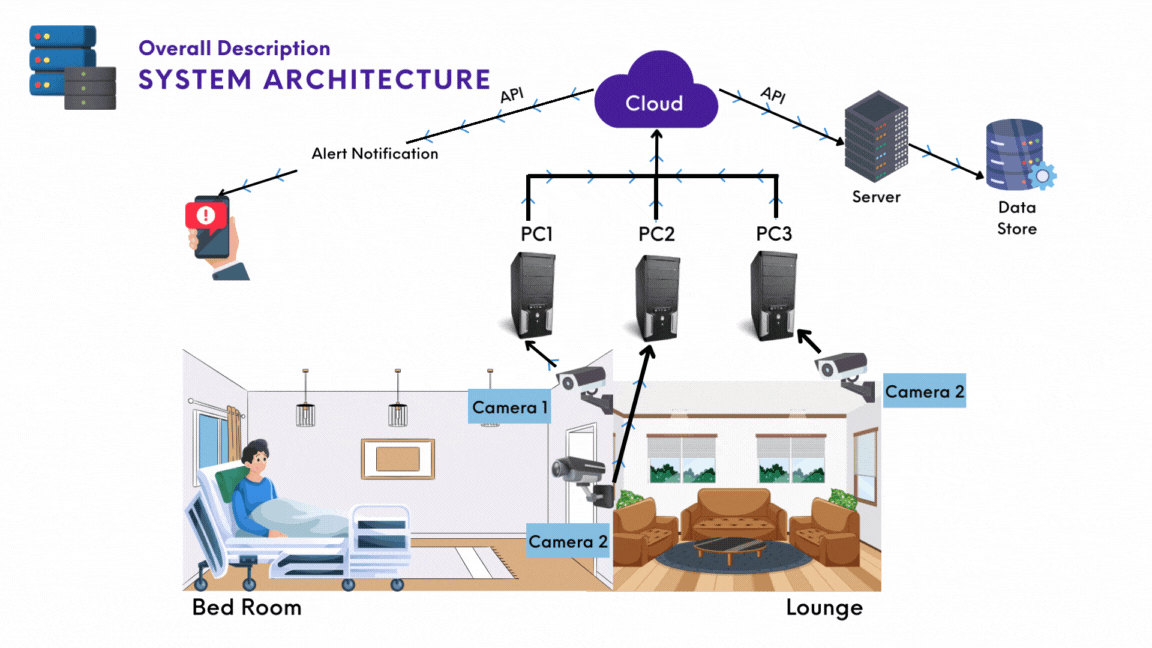 Overall Description
SYSTEM ARCHITECTURE
API
Cloud
API
Alert Notification
Server
Data
Store
PC1
PC2
PC3
Camera 1
Camera 2
Camera 2
Bed Room
Lounge